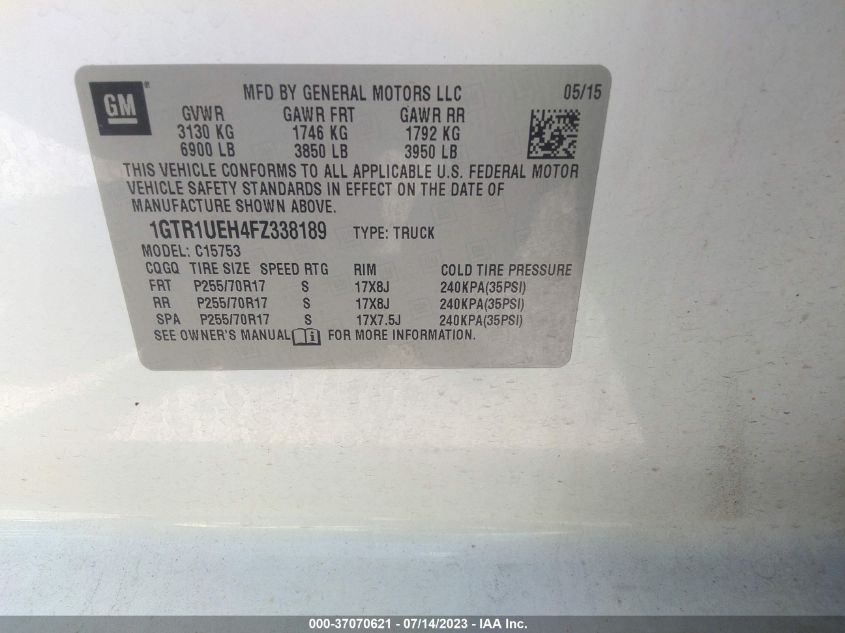 GM ®
MFD BY GENERAL MOTORS LLC 05/15
GVWR GAWR FRT GAWR RR
3130 KG 1746 KG 1792 KG
6900 LB 3850 LB 3950 LB
THIS VEHICLE CONFORMS TO ALL APPLICABLE U.S. FEDERAL MOTOR
VEHICLE SAFETY STANDARDS IN EFFECT ON THE DATE OF
MANUFACTURE SHOWN ABOVE.
1GTR1UEH4FZ338189 TYPE: TRUCK
MODEL: C15753
CQGQ TIRE SIZE SPEED RTG RIM COLD TIRE PRESSURE
FRT P255/70R17 S 17X8J 240KPA(35PSI)
RR P255/70R17 S 17X8J 240KPA(35PSI)
SPA P255/70R17 S 17X7.5J 240KPA(35PSI)
SEE OWNER'S MANUAL i FOR MORE INFORMATION.
000-37070621 - 07/14/2023 - IAA Inc.